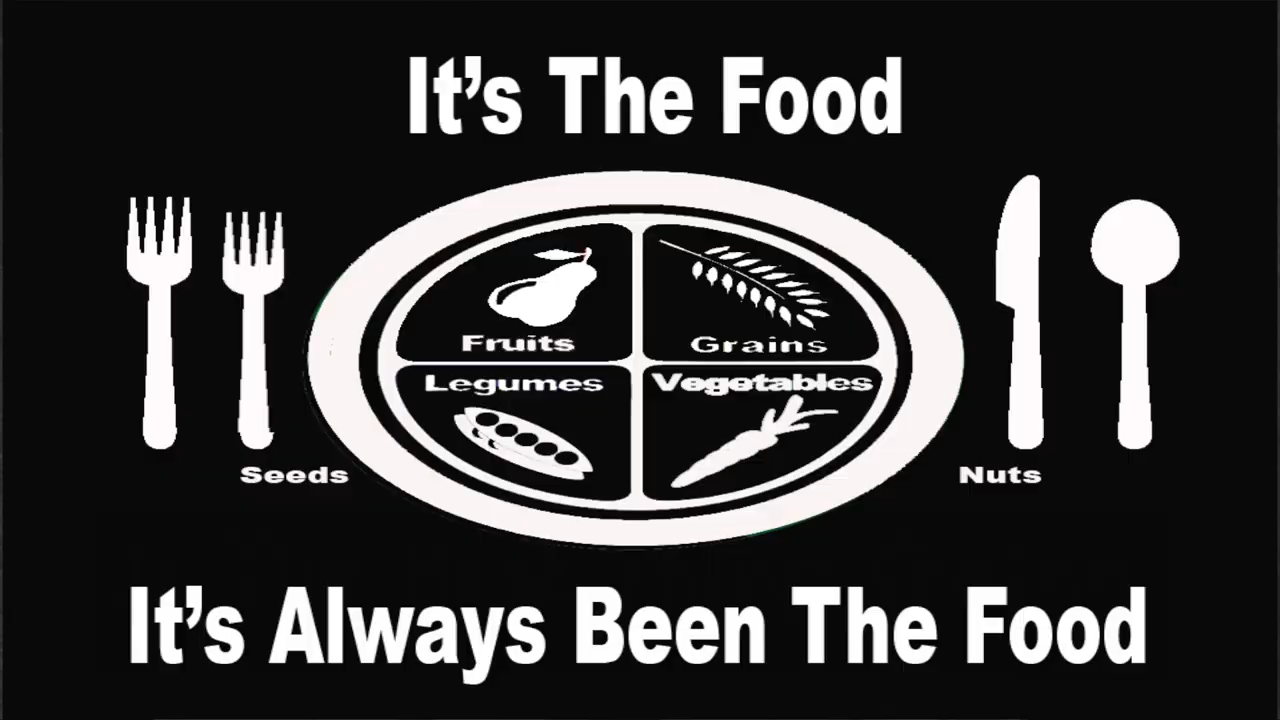 It's The Food
Fruits
Grains
Legumes
Vegetables
Seeds
Nuts
It's Always Been The Food